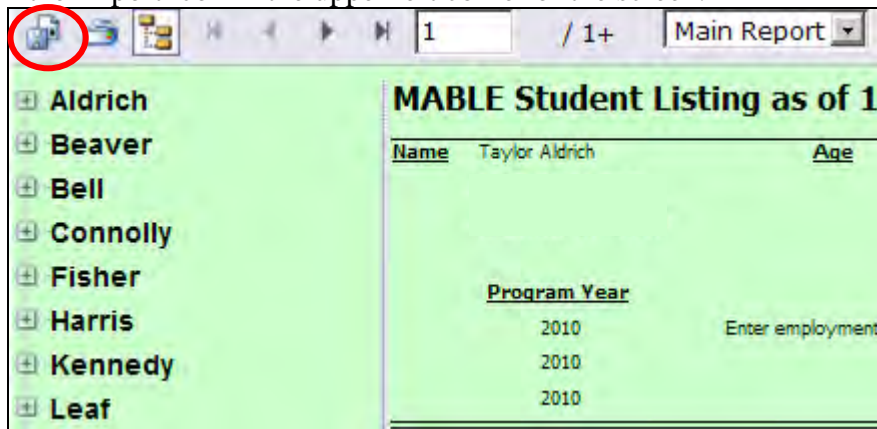 1 / 1+ Main Report
Aldrich
Beaver
Bell
Connolly
Fisher
Harris
Kennedy
Leaf
MABLE Student Listing as of 1
Name Taylor Aldrich Age
Program Year
2010 Enter employment
2010
2010